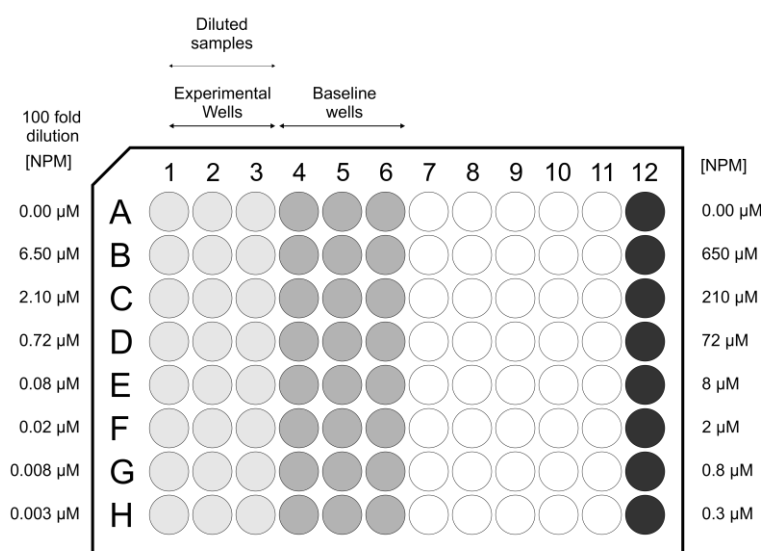 Diluted
samples
Experimental
Wells
Baseline
wells
100 fold
dilution
[NPM]
[NPM]
1 2 3 4 5 6 7 8 9 10 11 12
0.00 µM A 0.00 µM
6.50 µM B 650 µM
2.10 µM C 210 µM
0.72 µM D 72 µM
0.08 µM E 8 µM
0.02 µM F 2 µM
0.008 µM G 0.8 µM
0.003 µM H 0.3 µM